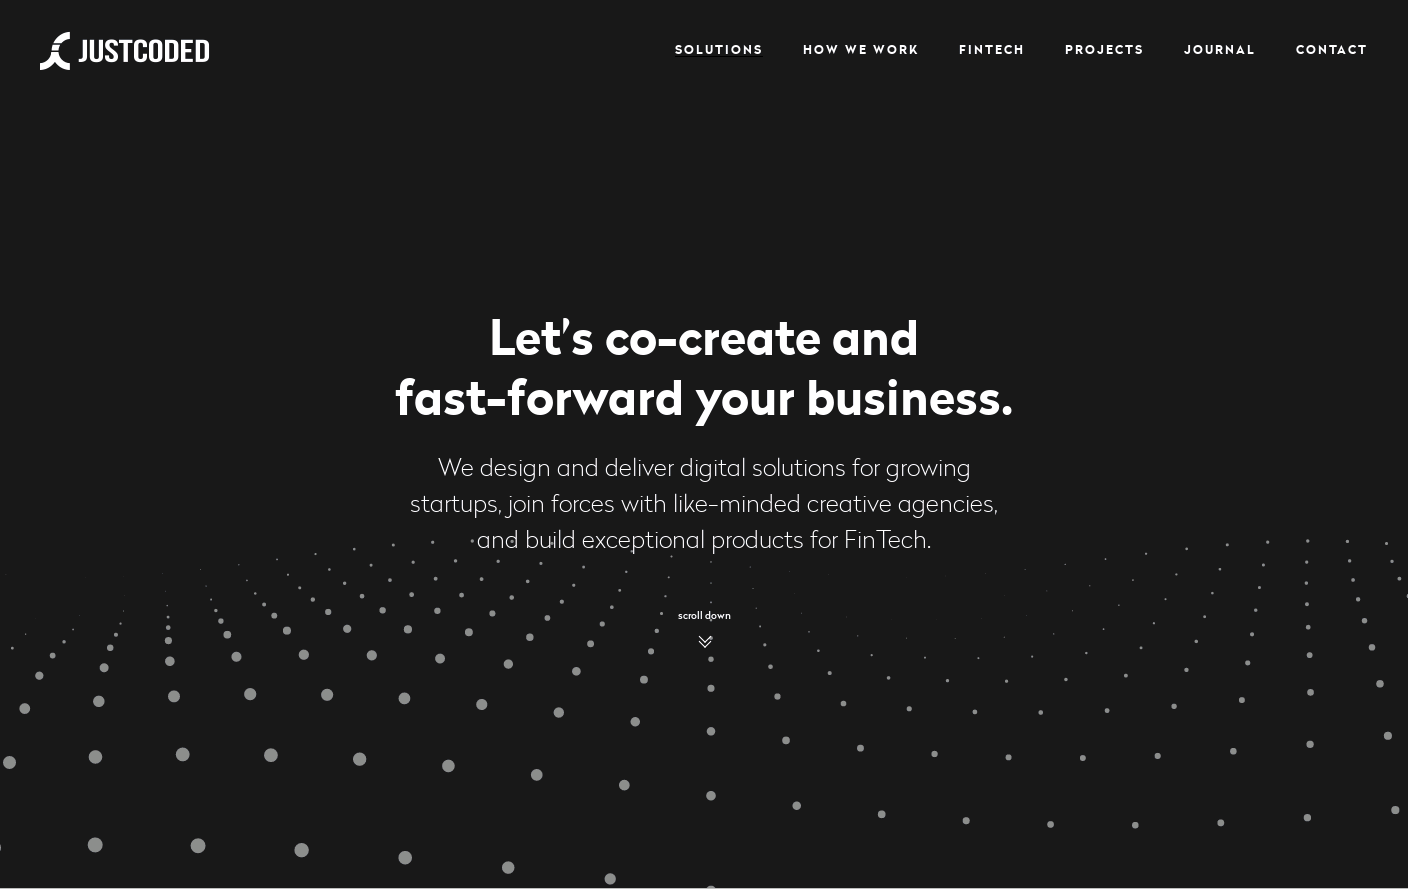 JUSTCODED
SOLUTIONS
HOW WE WORK
FINTECH
PROJECTS
JOURNAL
CONTACT
Let’s co-create and
fast-forward your business.
We design and deliver digital solutions for growing
startups, join forces with like-minded creative agencies,
and build exceptional products for FinTech.
scroll down